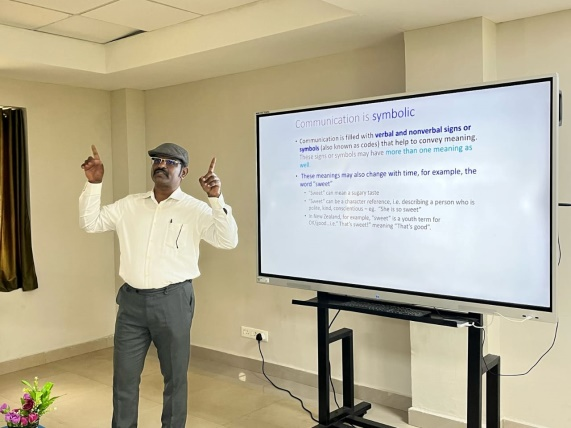 Communication is symbolic
• Communication is filled with verbal and nonverbal signs or
symbols (also known as codes) that help to convey meaning.
These signs or symbols may have more than one meaning as
well
• These meanings may also change with time, for example, the
word "sweet"
• "Sweet" can mean a sugary taste
• "Sweet" can be a character reference, i.e. describing a person who is
polite, kind, conscientious – eg. "She is so sweet"
• In New Zealand, for example, "sweet" is a youth term for
"That's sweet!" meaning "That's good".